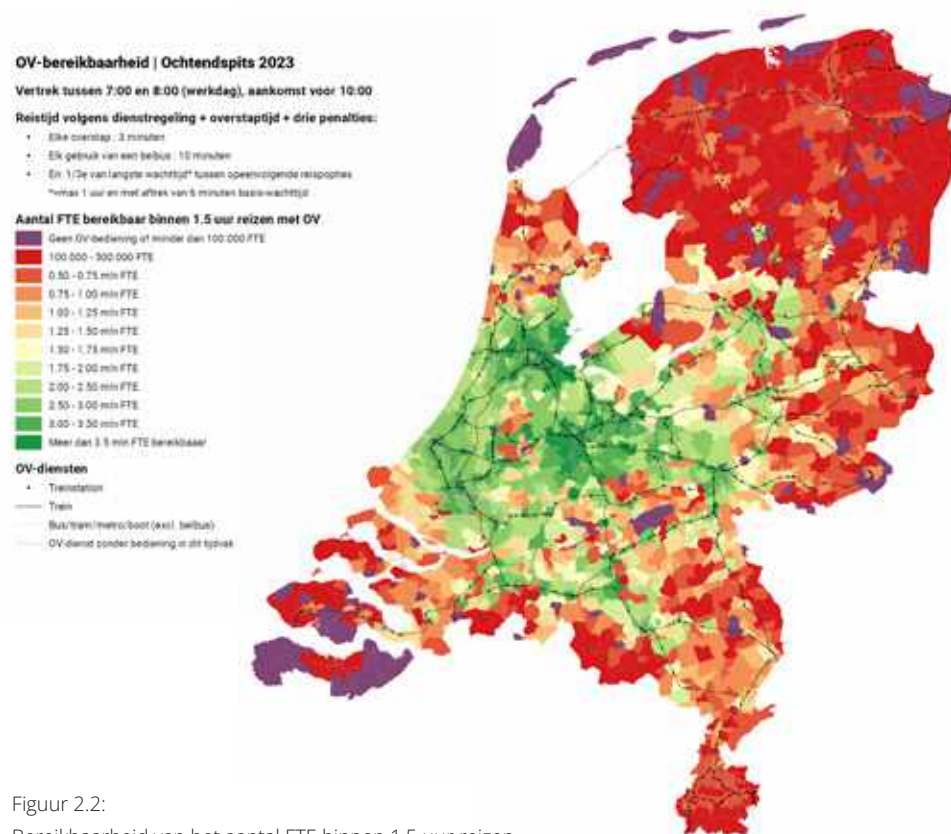 OV-bereikbaarheid | Ochtendspits 2023
Vertrek tussen 7:00 en 8:00 (werkdag), aankomst voor 10:00
Reistijd volgens dienstregeling + overstaptijd + drie penalties:
• Elke overstap : 3 minuten
• Elk gebruik van een belbus : 10 minuten
• En: 1/3e van langste wachttijd* tussen opeenvolgende reisopties
*=max 1 uur en met aftrek van 6 minuten basis-wachttijd
Aantal FTE bereikbaar binnen 1.5 uur reizen met OV
Geen OV-bediening of minder dan 100.000 FTE
100.000 - 500.000 FTE
0.50 - 0.75 mln FTE
0.75 - 1.00 mln FTE
1.00 - 1.25 mln FTE
1.25 - 1.50 mln FTE
1.50 - 1.75 mln FTE
1.75 - 2.00 mln FTE
2.00 - 2.50 mln FTE
2.50 - 3.00 mln FTE
3.00 - 3.50 mln FTE
Meer dan 3.5 mln FTE bereikbaar
OV-diensten
• Treinstation
Trein
Bus/tram/metro/boot (excl. belbus)
OV-dienst zonder bediening in dit tijdvak
Figuur 2.2:
Bereikbaarheid van het aantal FTE binnen 1,5 uur reizen